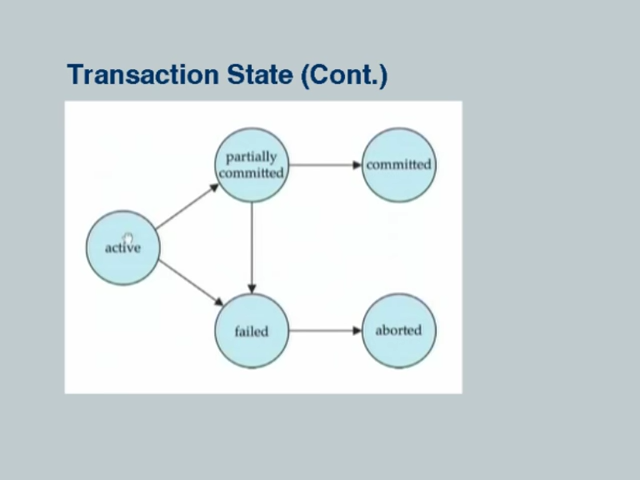 Transaction State (Cont.)
partially
committed
committed
active
failed
aborted